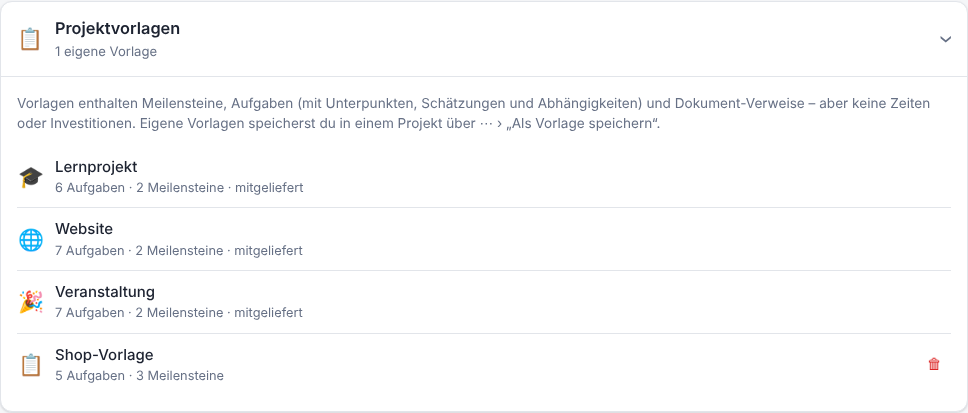 Projektvorlagen
1 eigene Vorlage
Vorlagen enthalten Meilensteine, Aufgaben (mit Unterpunkten, Schätzungen und Abhängigkeiten) und Dokument-Verweise – aber keine Zeiten
oder Investitionen. Eigene Vorlagen speicherst du in einem Projekt über ··· › „Als Vorlage speichern“.
Lernprojekt
6 Aufgaben · 2 Meilensteine · mitgeliefert
Website
7 Aufgaben · 2 Meilensteine · mitgeliefert
Veranstaltung
7 Aufgaben · 2 Meilensteine · mitgeliefert
Shop-Vorlage
5 Aufgaben · 3 Meilensteine